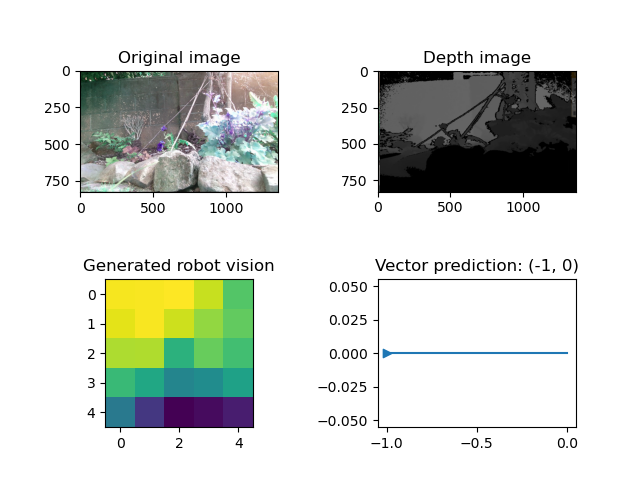 Original image
0
250
500
750
0 500 1000
Depth image
0
250
500
750
0 500 1000
Generated robot vision
0
1
2
3
4
0 2 4
Vector prediction: (-1, 0)
0.050
0.025
0.000
−0.025
−0.050
−1.0 −0.5 0.0